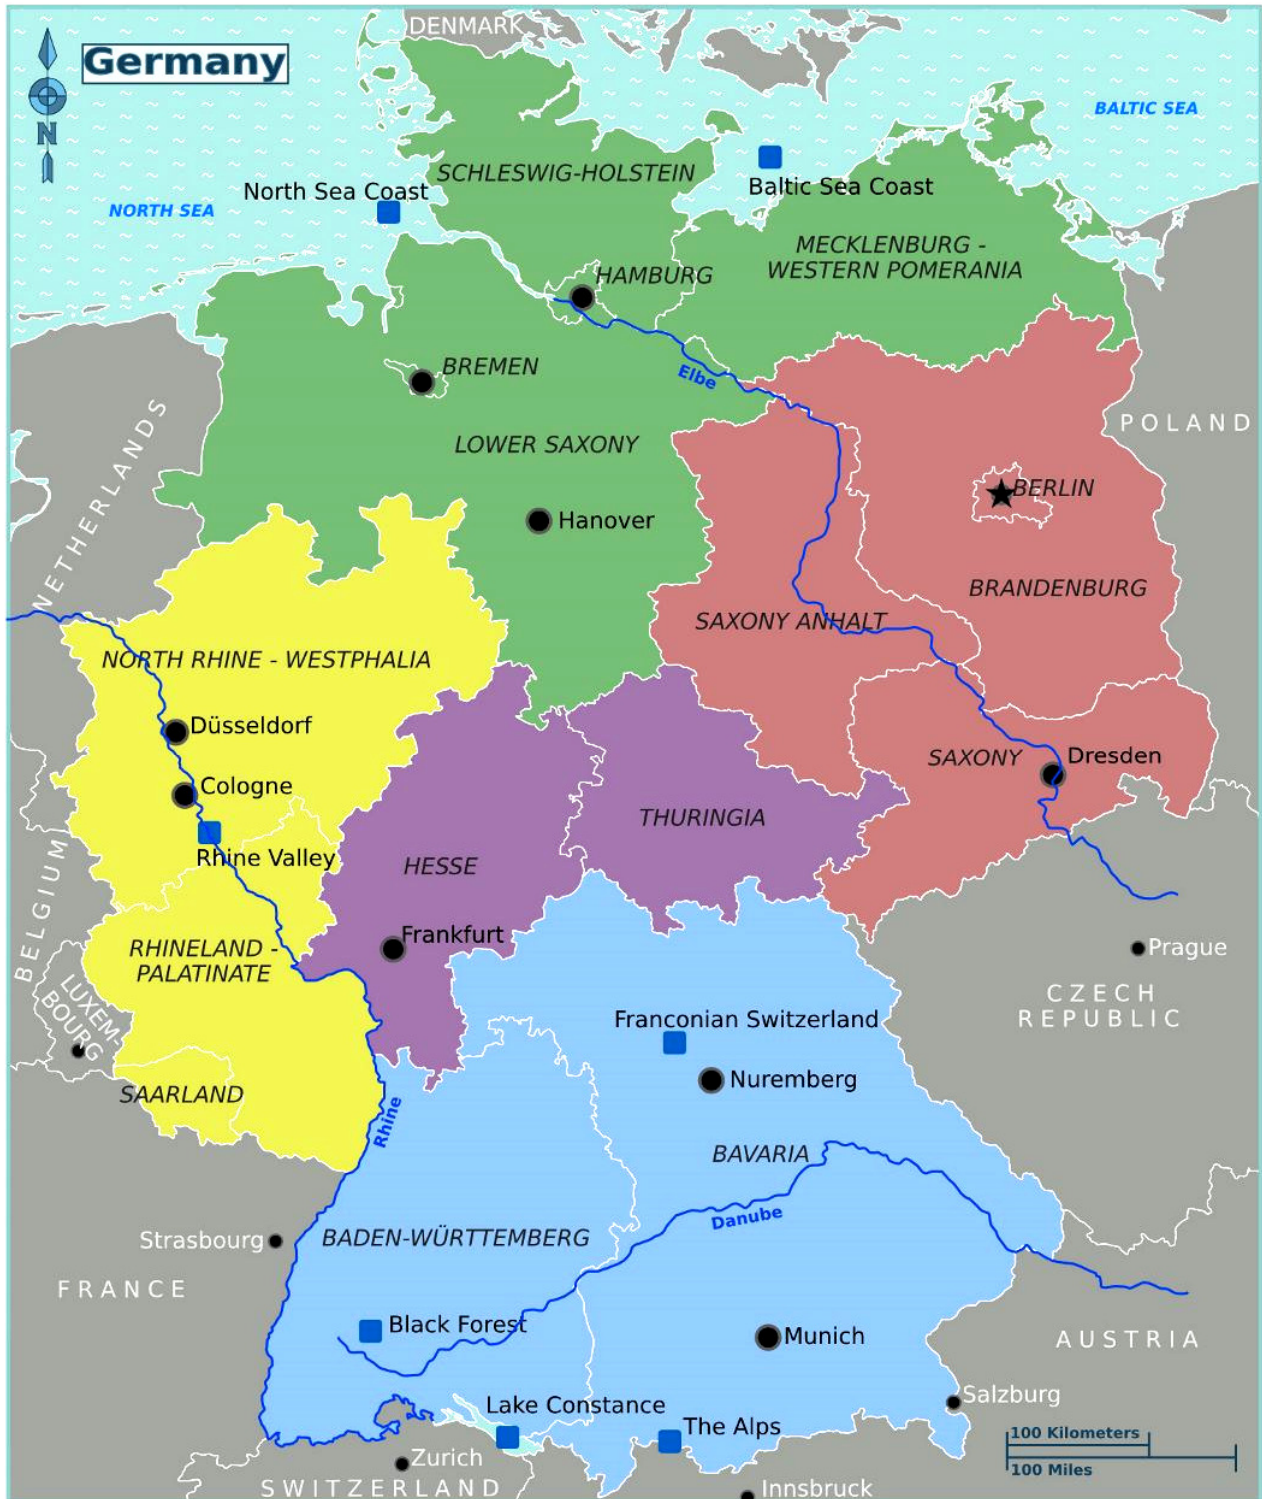 DENMARK
Germany
N
BALTIC SEA
SCHLESWIG-HOLSTEIN
North Sea Coast
Baltic Sea Coast
NORTH SEA
MECKLENBURG -
WESTERN POMERANIA
HAMBURG
BREMEN
Elbe
NETHERLANDS
POLAND
LOWER SAXONY
BERLIN
Hanover
BRANDENBURG
SAXONY ANHALT
NORTH RHINE - WESTPHALIA
Düsseldorf
SAXONY
Dresden
Cologne
THURINGIA
Rhine Valley
HESSE
BELGIUM
Frankfurt
RHINELAND -
PALATINATE
Prague
CZECH
REPUBLIC
LUXEM-
BOURG
Franconian Switzerland
Nuremberg
SAARLAND
Rhine
BAVARIA
Danube
Strasbourg
BADEN-WÜRTTEMBERG
FRANCE
Black Forest
Munich
AUSTRIA
Salzburg
Lake Constance
The Alps
100 Kilometers
100 Miles
Zurich
SWITZERLAND
Innsbruck